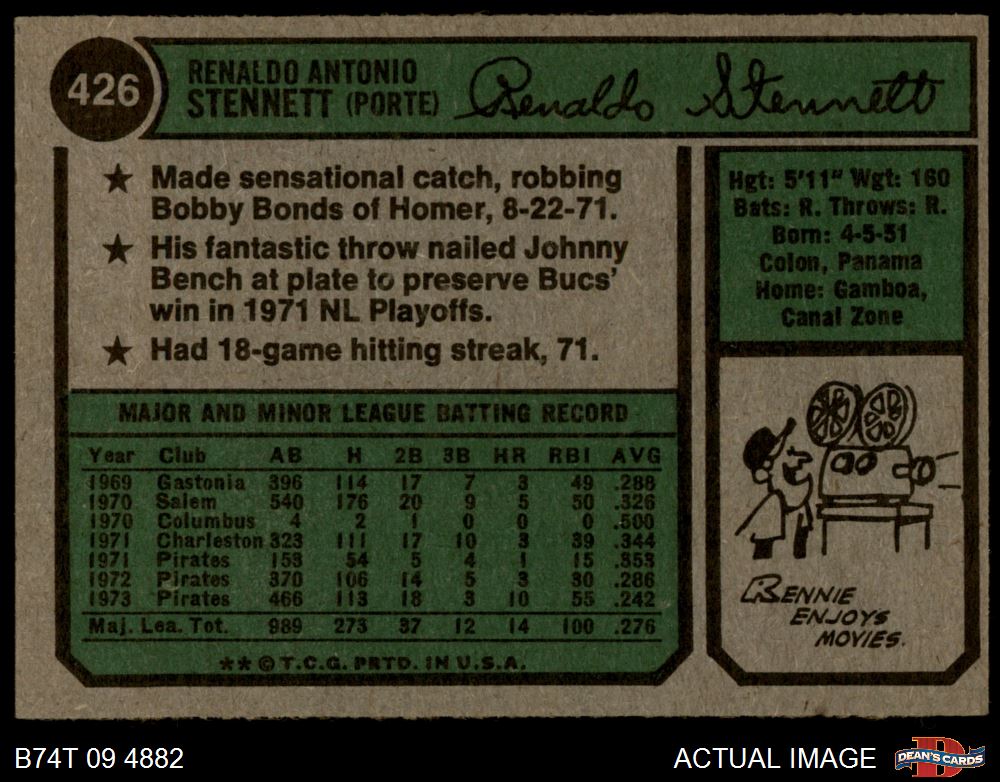 426
RENALDO ANTONIO
STENNETT (PORTE)
Renaldo Stennett
★ Made sensational catch, robbing
Bobby Bonds of Homer, 8-22-71.
★ His fantastic throw nailed Johnny
Bench at plate to preserve Bucs'
win in 1971 NL Playoffs.
★ Had 18-game hitting streak, 71.
Hgt: 5'11" Wgt: 160
Bats: R. Throws: R.
Born: 4-5-51
Colon, Panama
Home: Gamboa,
Canal Zone
MAJOR AND MINOR LEAGUE BATTING RECORD
Year Club AB H 2B 3B HR RBI AVG
1969 Gastonia 396 114 17 7 3 49 .288
1970 Salem 540 176 20 9 5 50 .326
1970 Columbus 4 2 1 0 0 0 .500
1971 Charleston 323 111 17 10 3 39 .344
1971 Pirates 153 54 5 4 1 15 .353
1972 Pirates 370 106 14 5 3 30 .286
1973 Pirates 466 113 18 3 10 55 .242
Maj. Lea. Tot. 989 273 37 12 14 100 .276
★★ © T.C.G. PRTD. IN U.S.A.
RENNIE
ENJOYS
MOVIES.
B74T 09 4882
ACTUAL IMAGE
D
DEAN'S CARDS